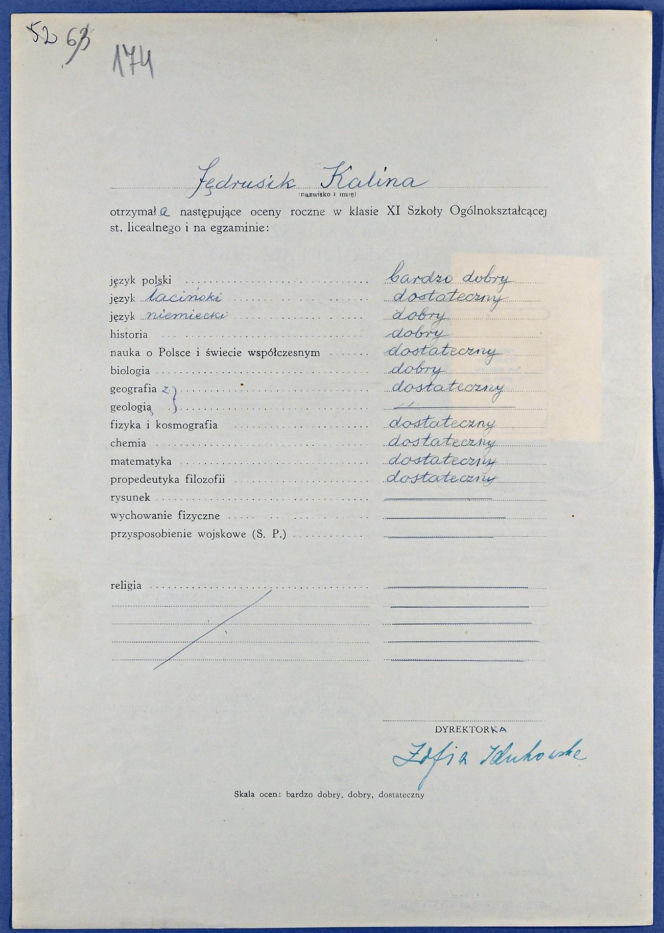 52 63
174
Jędrusik Kalina
(nazwisko i imię)
otrzymała następujące oceny roczne w klasie XI Szkoły Ogólnokształcącej
st. licealnego i na egzaminie:
język polski bardzo dobry
język łaciński dostateczny
język niemiecki dobry
historia dobry
nauka o Polsce i świecie współczesnym dostateczny
biologia dobry
geografia z} dostateczny
geologią
fizyka i kosmografia dostateczny
chemia dostateczny
matematyka dostateczny
propedeutyka filozofii dostateczny
rysunek
wychowanie fizyczne
przysposobienie wojskowe (S. P.)
religia
DYREKTORKA
Zofia
Skala ocen: bardzo dobry, dobry, dostateczny